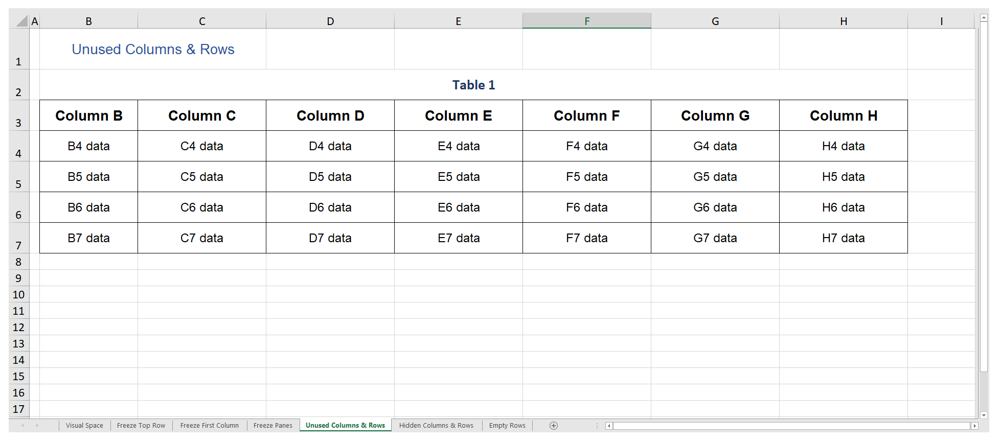 A B C D E F G H I
1 Unused Columns & Rows
2 Table 1
3 Column B Column C Column D Column E Column F Column G Column H
4 B4 data C4 data D4 data E4 data F4 data G4 data H4 data
5 B5 data C5 data D5 data E5 data F5 data G5 data H5 data
6 B6 data C6 data D6 data E6 data F6 data G6 data H6 data
7 B7 data C7 data D7 data E7 data F7 data G7 data H7 data
8
9
10
11
12
13
14
15
16
17
Visual Space Freeze Top Row Freeze First Column Freeze Panes Unused Columns & Rows Hidden Columns & Rows Empty Rows